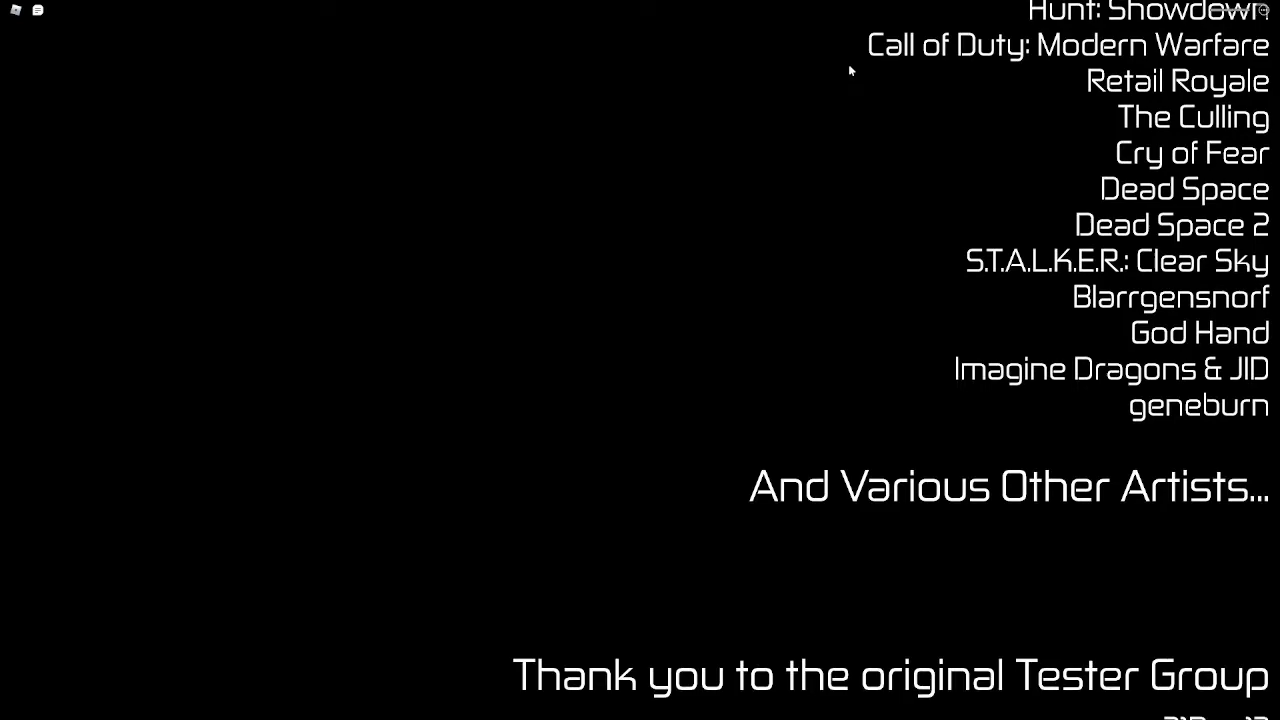 Hunt: Showdown
Call of Duty: Modern Warfare
Retail Royale
The Culling
Cry of Fear
Dead Space
Dead Space 2
S.T.A.L.K.E.R.: Clear Sky
Blarrgensnorf
God Hand
Imagine Dragons & JID
geneburn
And Various Other Artists...
Thank you to the original Tester Group